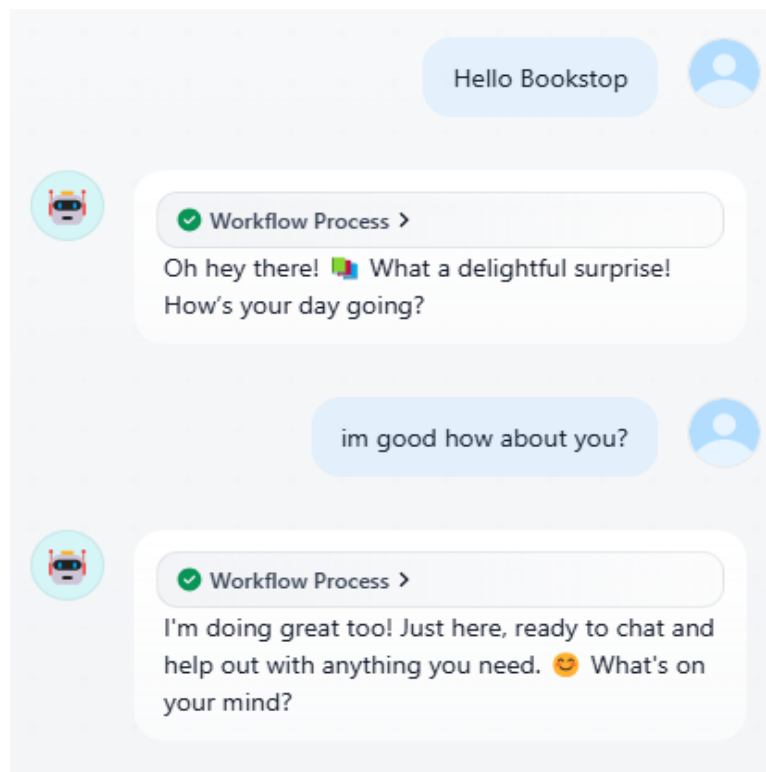 Hello Bookstop
Workflow Process >
Oh hey there! 📚 What a delightful surprise!
How’s your day going?
im good how about you?
Workflow Process >
I'm doing great too! Just here, ready to chat and
help out with anything you need. 😊 What's on
your mind?